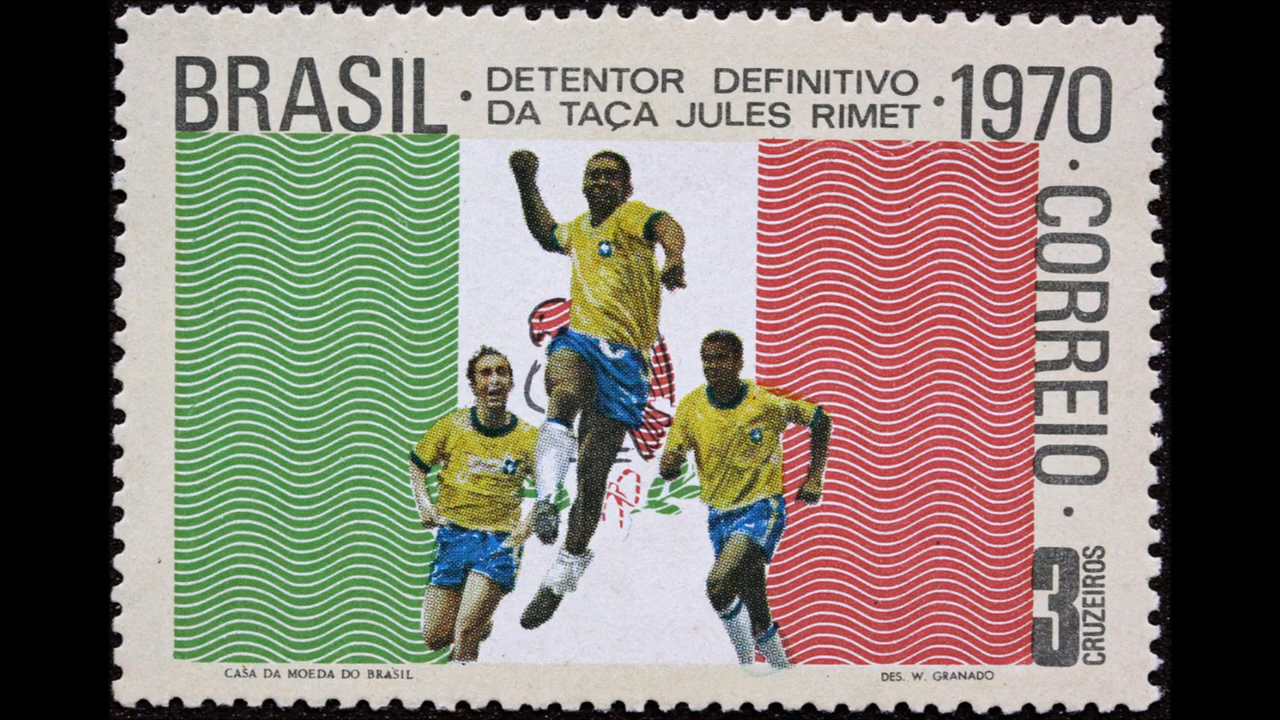 BRASIL • DETENTOR DEFINITIVO
DA TAÇA JULES RIMET • 1970
• CORREIO •
3
CRUZEIROS
CASA DA MOEDA DO BRASIL
DES. W. GRANADO